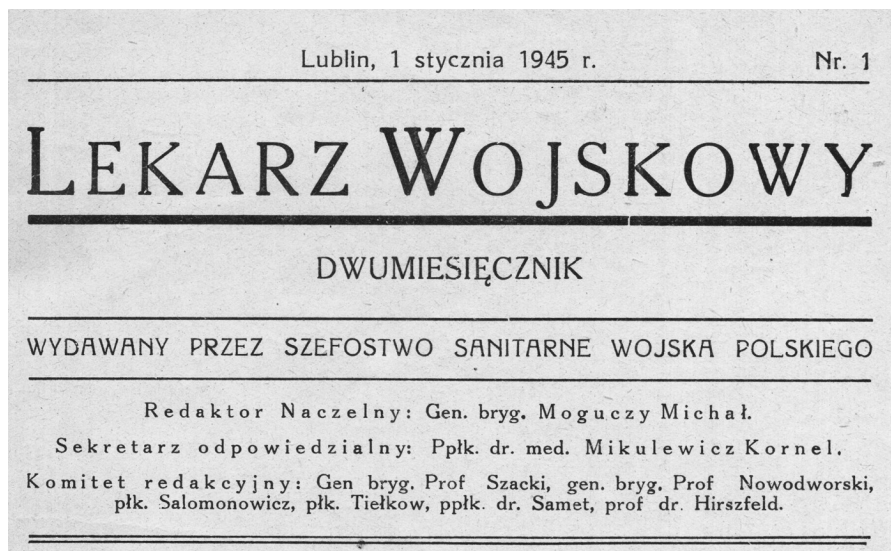 Lublin, 1 stycznia 1945 r. Nr. 1
LEKARZ WOJSKOWY
DWUMIESIĘCZNIK
WYDAWANY PRZEZ SZEFOSTWO SANITARNE WOJSKA POLSKIEGO
Redaktor Naczelny: Gen. bryg. Moguczy Michał.
Sekretarz odpowiedzialny: Ppłk. dr. med. Mikulewicz Kornel.
Komitet redakcyjny: Gen bryg. Prof Szacki, gen. bryg. Prof Nowodworski,
płk. Salomonowicz, płk. Tiełkow, ppłk. dr. Samet, prof dr. Hirszfeld.